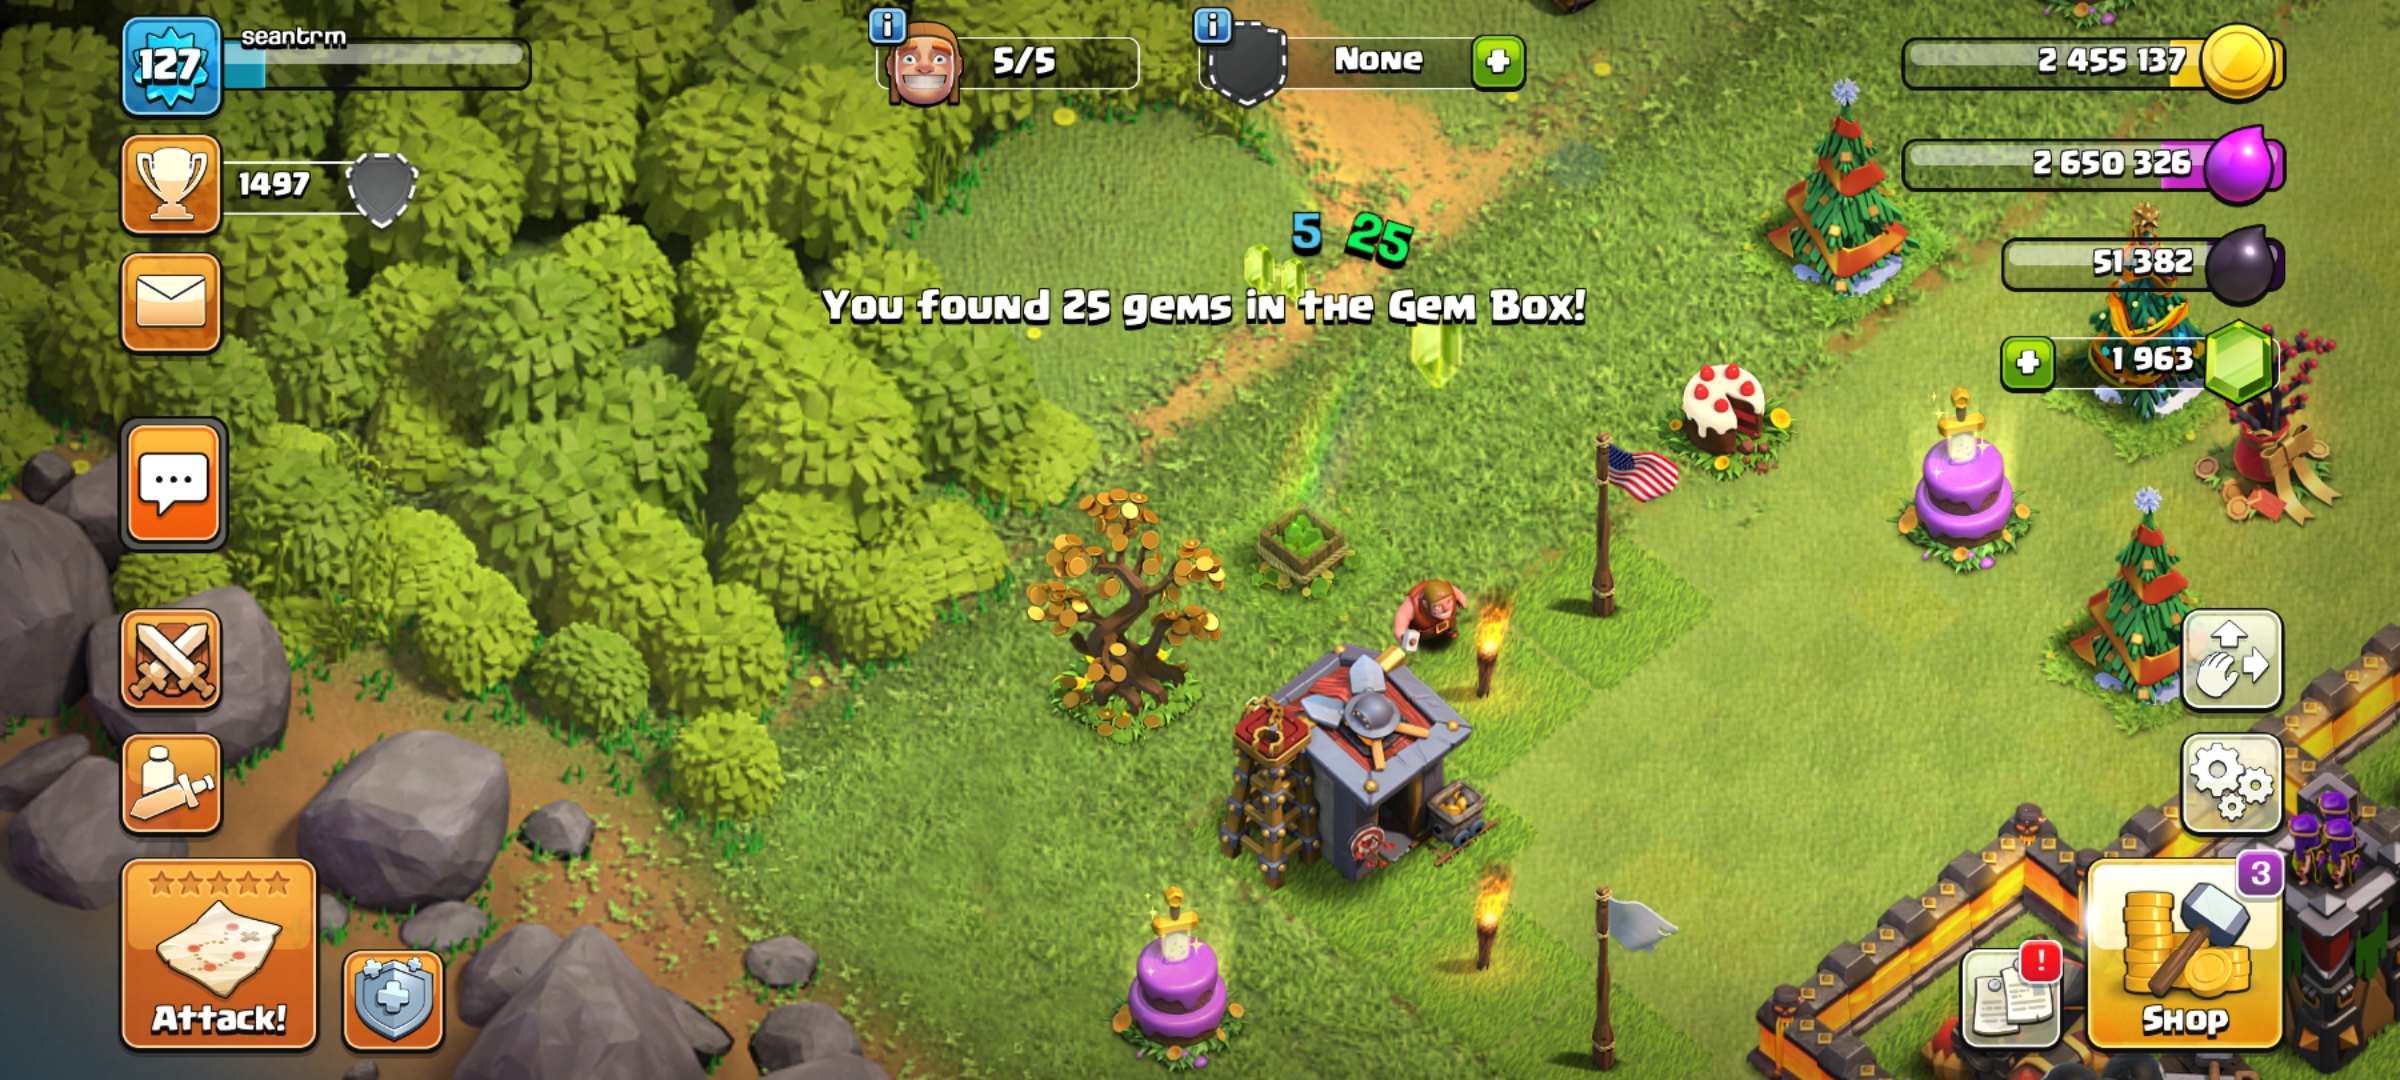 127
seantrm
5/5
None
2 455 137
1497
2 650 326
5 25
51 382
You found 25 gems in the Gem Box!
1 963
3
Attack!
!
Shop